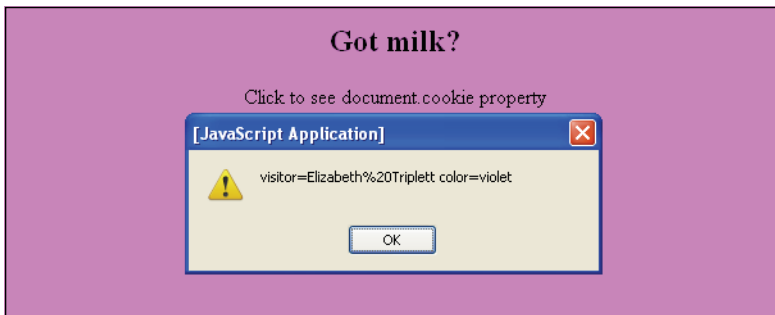 Got milk?
Click to see document.cookie property
[JavaScript Application]
visitor=Elizabeth%20Triplett color=violet
OK